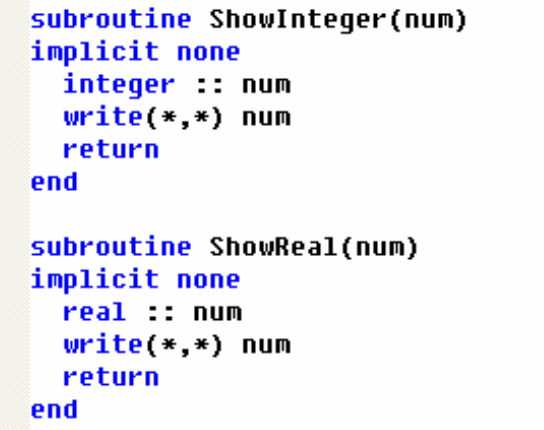 subroutine ShowInteger(num)
implicit none
  integer :: num
  write(*,*) num
  return
end

subroutine ShowReal(num)
implicit none
  real :: num
  write(*,*) num
  return
end